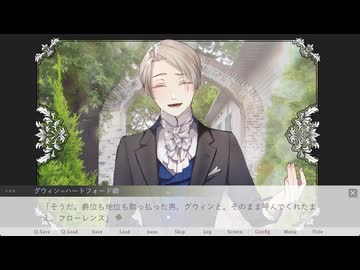 グウィン=ハートフォード卿
「そうだ。爵位も地位も取っ払った男、グウィンと。そのまま呼んでくれたま
え、フローレンス」
Q.Save Q.Load Save Load Auto Skip Log Screen Config Menu Title